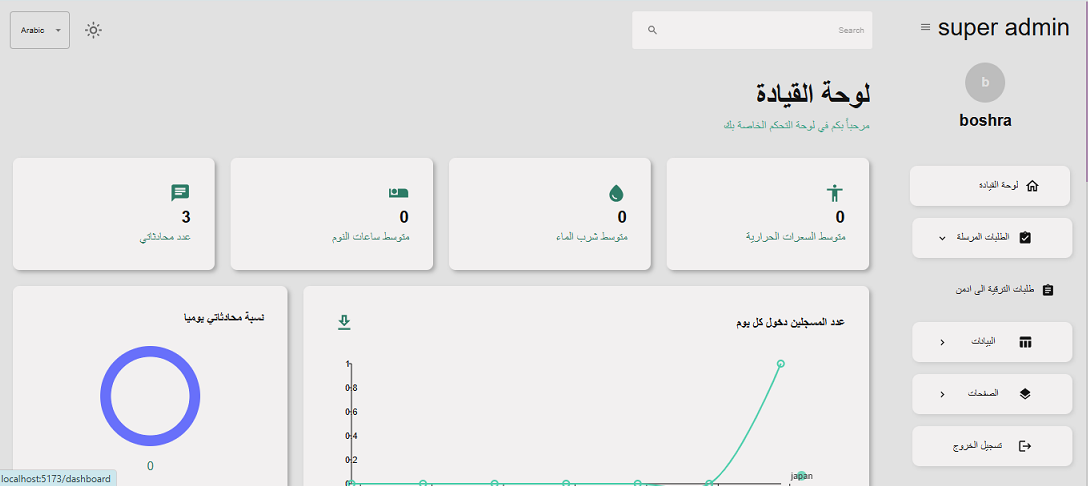 super admin
Search
Arabic
b
boshra
لوحة القيادة
الطلبات المرسلة
طلبات الترقية الى ادمن
البيانات
الصفحات
تسجيل الخروج
لوحة القيادة
مرحباً بكم في لوحة التحكم الخاصة بك
0
متوسط السعرات الحرارية
0
متوسط شرب الماء
0
متوسط ساعات النوم
3
عدد محادثاتي
عدد المسجلين دخول كل يوم
1
0.8
0.6
0.4
0.2
0
japan
نسبة محادثاتي يوميا
0
localhost:5173/dashboard